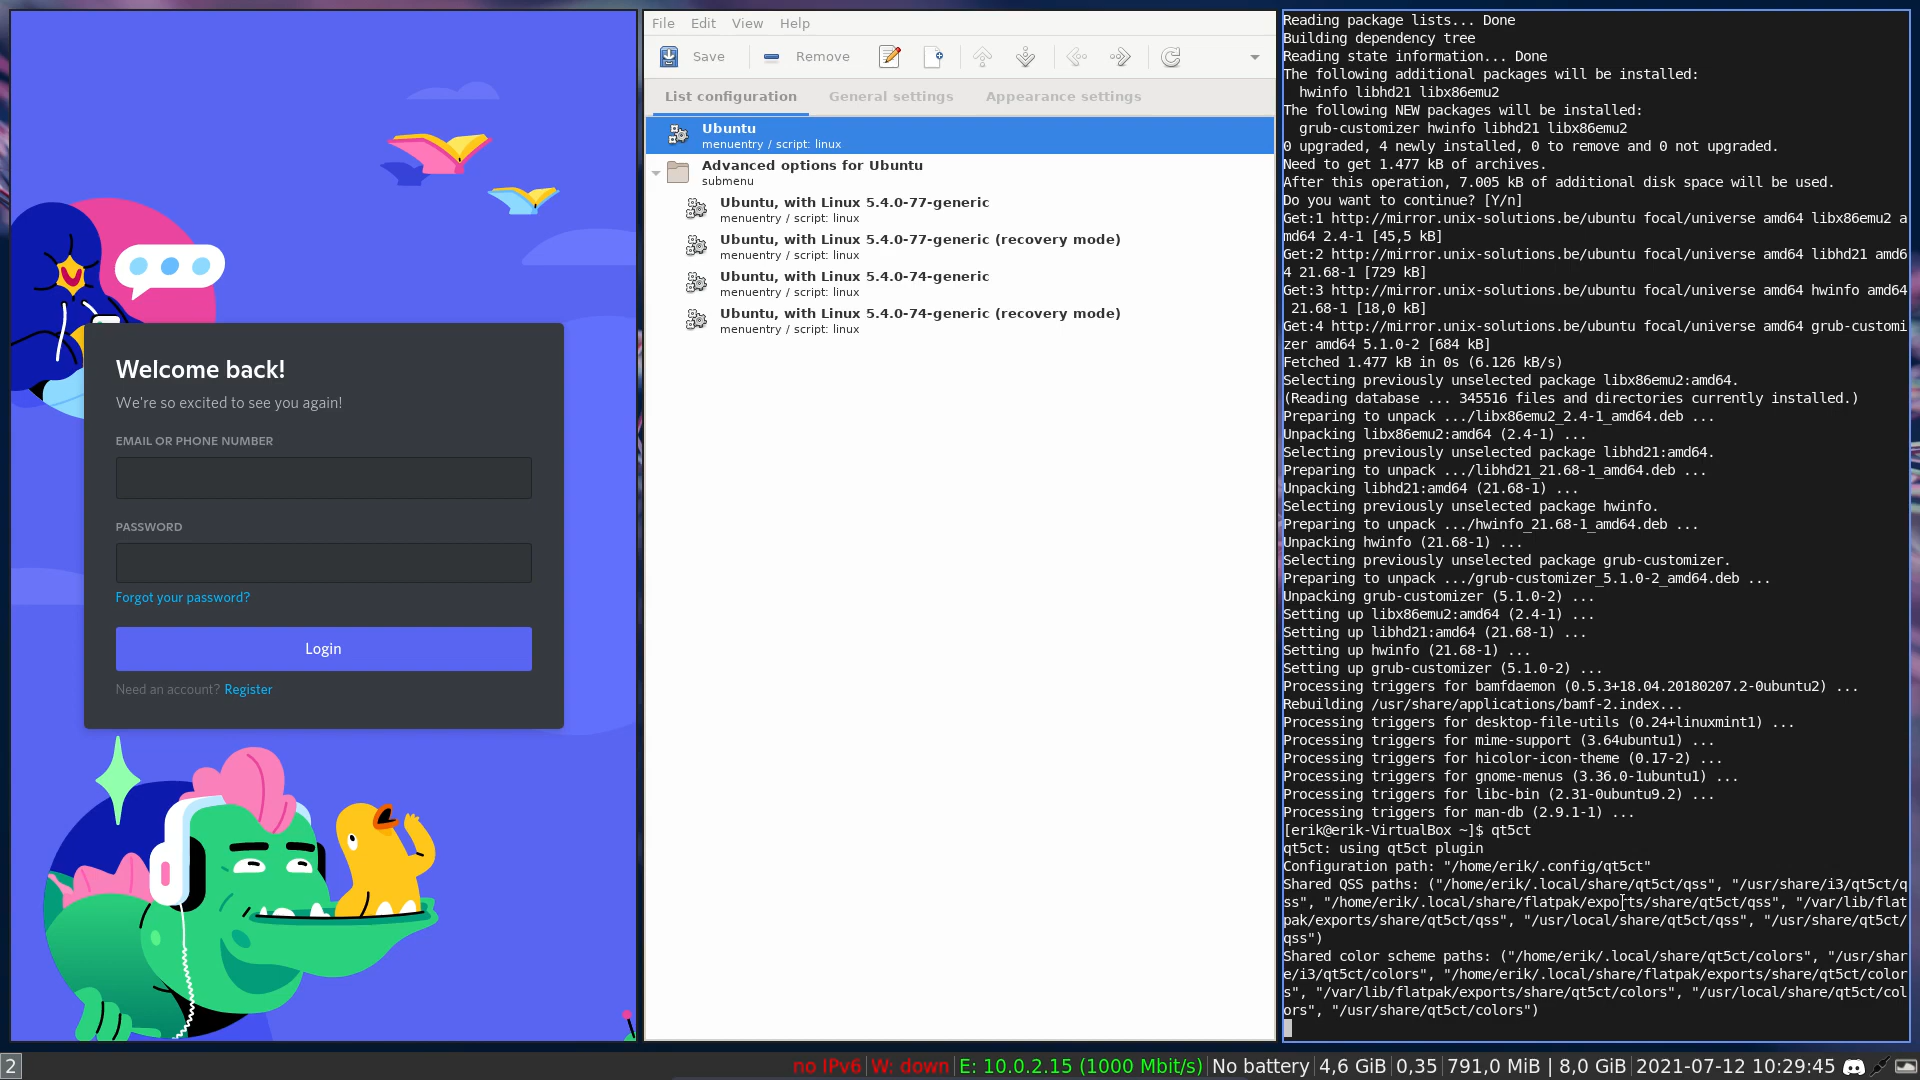 Welcome back!
We're so excited to see you again!
EMAIL OR PHONE NUMBER
PASSWORD
Forgot your password?
Login
Need an account? Register
File Edit View Help
Save Remove
List configuration General settings Appearance settings
Ubuntu
menuentry / script: linux
Advanced options for Ubuntu
submenu
Ubuntu, with Linux 5.4.0-77-generic
menuentry / script: linux
Ubuntu, with Linux 5.4.0-77-generic (recovery mode)
menuentry / script: linux
Ubuntu, with Linux 5.4.0-74-generic
menuentry / script: linux
Ubuntu, with Linux 5.4.0-74-generic (recovery mode)
menuentry / script: linux
Reading package lists... Done
Building dependency tree
Reading state information... Done
The following additional packages will be installed:
hwinfo libhd21 libx86emu2
The following NEW packages will be installed:
grub-customizer hwinfo libhd21 libx86emu2
0 upgraded, 4 newly installed, 0 to remove and 0 not upgraded.
Need to get 1.477 kB of archives.
After this operation, 7.005 kB of additional disk space will be used.
Do you want to continue? [Y/n]
Get:1 http://mirror.unix-solutions.be/ubuntu focal/universe amd64 libx86emu2 a
md64 2.4-1 [45,5 kB]
Get:2 http://mirror.unix-solutions.be/ubuntu focal/universe amd64 libhd21 amd6
4 21.68-1 [729 kB]
Get:3 http://mirror.unix-solutions.be/ubuntu focal/universe amd64 hwinfo amd64
21.68-1 [18,0 kB]
Get:4 http://mirror.unix-solutions.be/ubuntu focal/universe amd64 grub-customi
zer amd64 5.1.0-2 [684 kB]
Fetched 1.477 kB in 0s (6.126 kB/s)
Selecting previously unselected package libx86emu2:amd64.
(Reading database ... 345516 files and directories currently installed.)
Preparing to unpack .../libx86emu2_2.4-1_amd64.deb ...
Unpacking libx86emu2:amd64 (2.4-1) ...
Selecting previously unselected package libhd21:amd64.
Preparing to unpack .../libhd21_21.68-1_amd64.deb ...
Unpacking libhd21:amd64 (21.68-1) ...
Selecting previously unselected package hwinfo.
Preparing to unpack .../hwinfo_21.68-1_amd64.deb ...
Unpacking hwinfo (21.68-1) ...
Selecting previously unselected package grub-customizer.
Preparing to unpack .../grub-customizer_5.1.0-2_amd64.deb ...
Unpacking grub-customizer (5.1.0-2) ...
Setting up libx86emu2:amd64 (2.4-1) ...
Setting up libhd21:amd64 (21.68-1) ...
Setting up hwinfo (21.68-1) ...
Setting up grub-customizer (5.1.0-2) ...
Processing triggers for bamfdaemon (0.5.3+18.04.20180207.2-0ubuntu2) ...
Rebuilding /usr/share/applications/bamf-2.index...
Processing triggers for desktop-file-utils (0.24+linuxmint1) ...
Processing triggers for mime-support (3.64ubuntu1) ...
Processing triggers for hicolor-icon-theme (0.17-2) ...
Processing triggers for gnome-menus (3.36.0-1ubuntu1) ...
Processing triggers for libc-bin (2.31-0ubuntu9.2) ...
Processing triggers for man-db (2.9.1-1) ...
[erik@erik-VirtualBox ~]$ qt5ct
qt5ct: using qt5ct plugin
Configuration path: "/home/erik/.config/qt5ct"
Shared QSS paths: ("/home/erik/.local/share/qt5ct/qss", "/usr/share/i3/qt5ct/q
ss", "/home/erik/.local/share/flatpak/exports/share/qt5ct/qss", "/var/lib/flat
pak/exports/share/qt5ct/qss", "/usr/local/share/qt5ct/qss", "/usr/share/qt5ct/
qss")
Shared color scheme paths: ("/home/erik/.local/share/qt5ct/colors", "/usr/shar
e/i3/qt5ct/colors", "/home/erik/.local/share/flatpak/exports/share/qt5ct/color
s", "/var/lib/flatpak/exports/share/qt5ct/colors", "/usr/local/share/qt5ct/col
ors", "/usr/share/qt5ct/colors")
2 no IPv6|W: down|E: 10.0.2.15 (1000 Mbit/s)|No battery|4,6 GiB|0,35|791,0 MiB | 8,0 GiB|2021-07-12 10:29:45